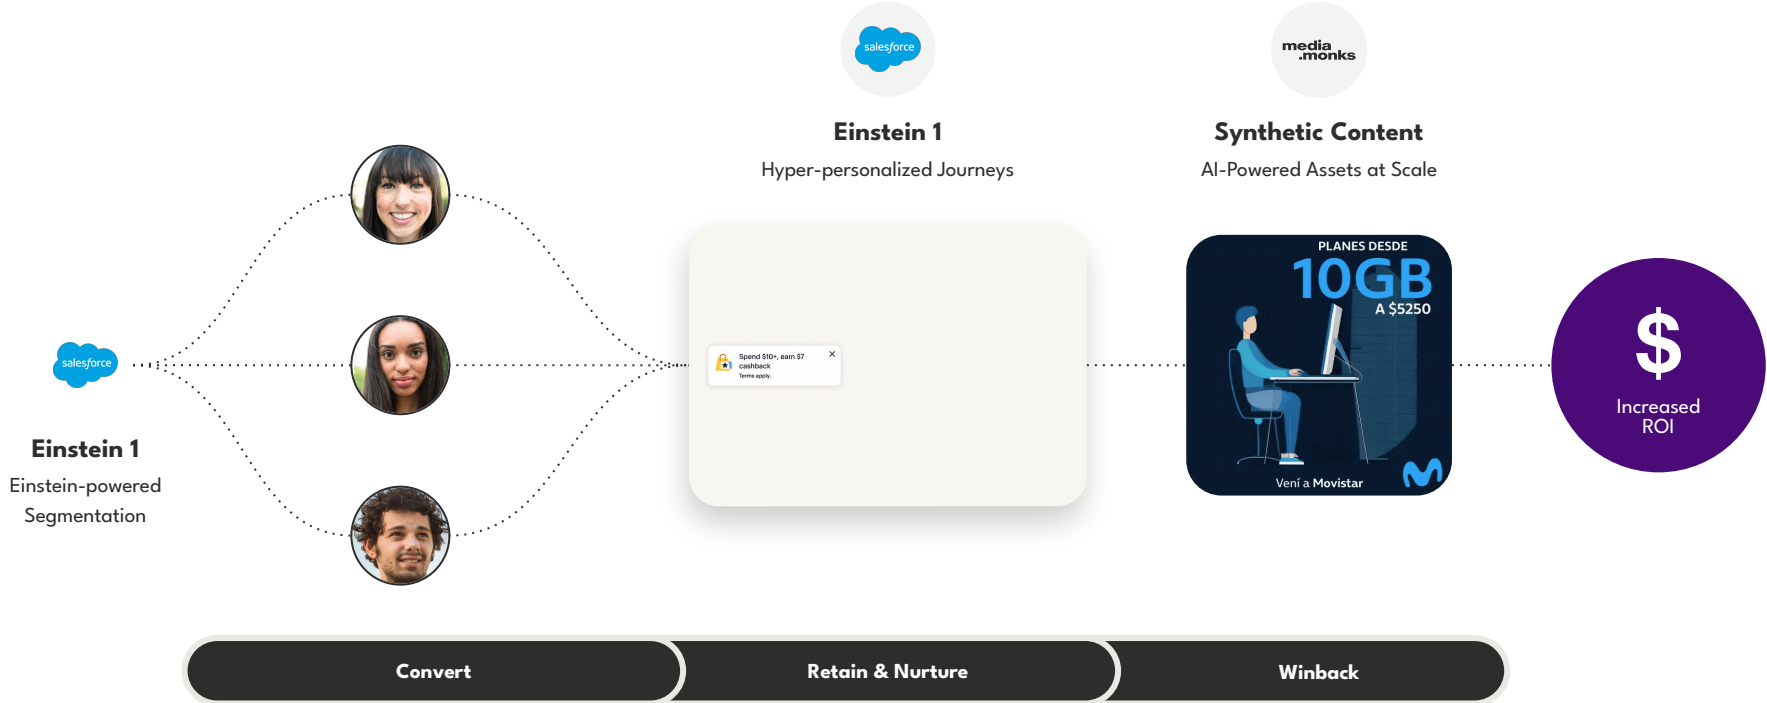 salesforce
Einstein 1
Einstein-powered
Segmentation
salesforce
Einstein 1
Hyper-personalized Journeys
Spend $10+, earn $7
cashback
Terms apply.
media
.monks
Synthetic Content
AI-Powered Assets at Scale
PLANES DESDE
10GB
A $5250
Vení a Movistar
$
Increased
ROI
Convert
Retain & Nurture
Winback